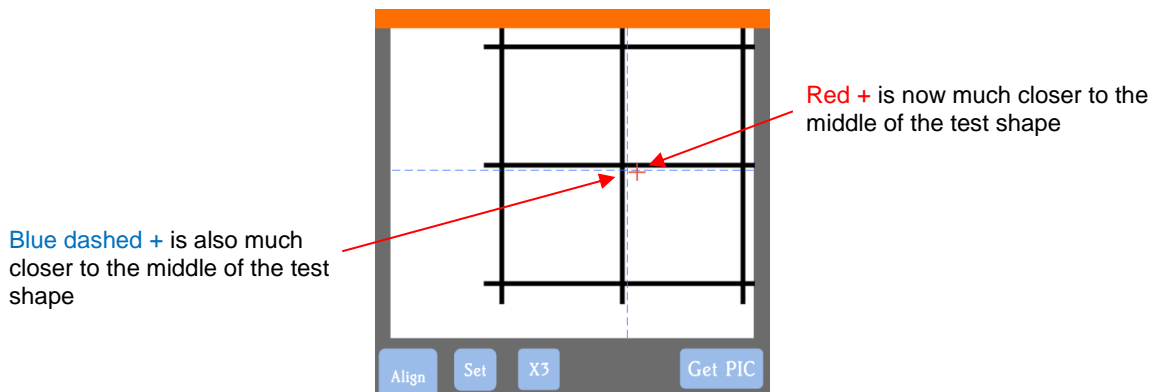 Red + is now much closer to the
middle of the test shape
Blue dashed + is also much
closer to the middle of the test
shape
Align
Set
X3
Get PIC